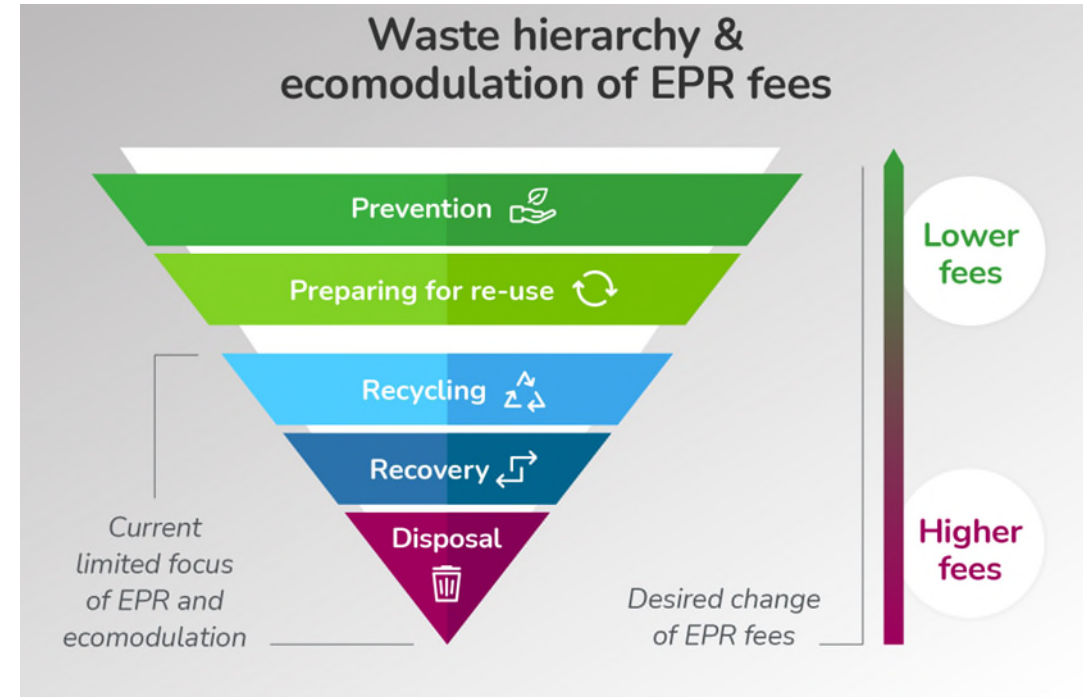 Waste hierarchy &
ecomodulation of EPR fees
Prevention
Preparing for re-use
Recycling
Recovery
Disposal
Current
limited focus
of EPR and
ecomodulation
Desired change
of EPR fees
Lower
fees
Higher
fees